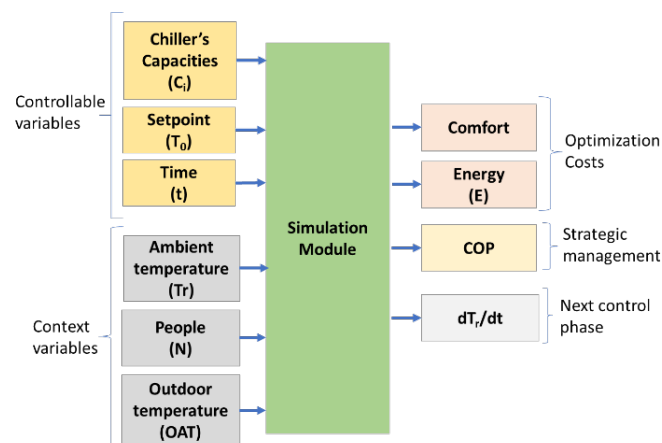 Controllable
variables
Chiller's
Capacities
(Cᵢ)
Setpoint
(T₀)
Time
(t)
Context
variables
Ambient
temperature
(Tr)
People
(N)
Outdoor
temperature
(OAT)
Simulation
Module
Comfort
Energy
(E)
Optimization
Costs
COP
Strategic
management
dTᵣ/dt
Next control
phase